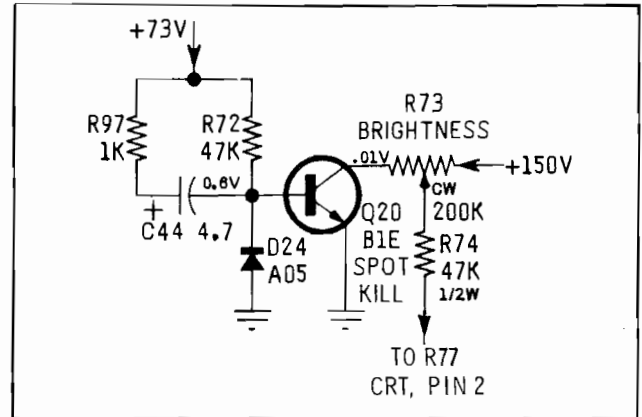 +73V
R97
1K
R72
47K
+
C44 4.7
0.6V
D24
A05
Q20
B1E
SPOT
KILL
.01V
R73
BRIGHTNESS
+150V
CW
200K
R74
47K
1/2W
TO R77
CRT, PIN 2